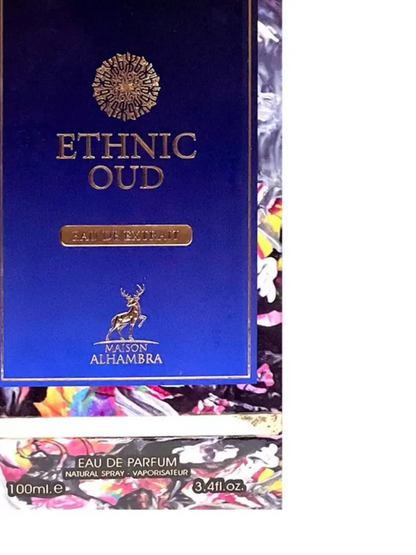 ETHNIC
OUD
EAU DE EXTRAIT
MAISON
ALHAMBRA
EAU DE PARFUM
NATURAL SPRAY - VAPORISATEUR
100ml.e 3.4fl.oz.